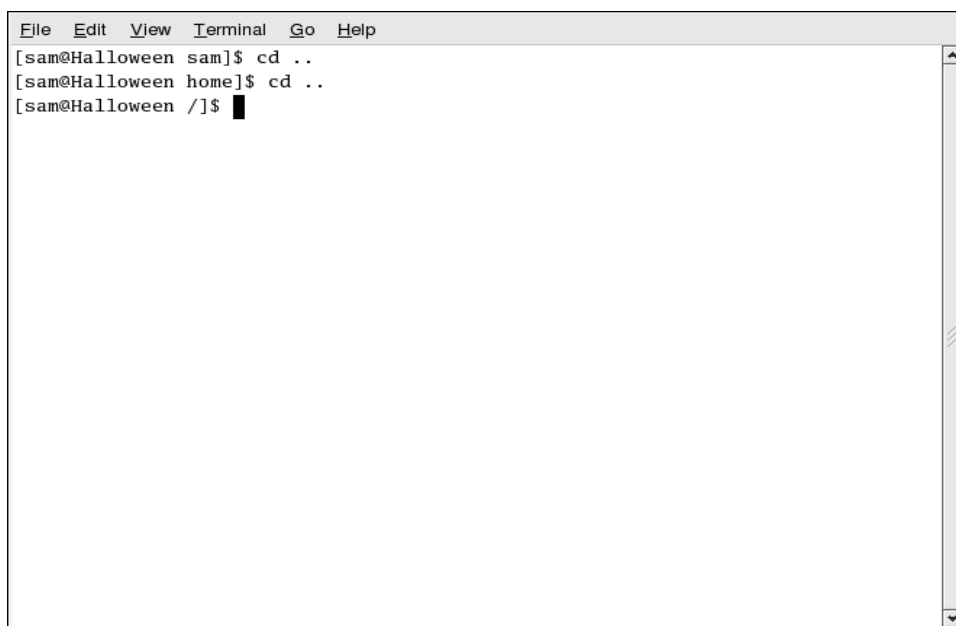 File Edit View Terminal Go Help
[sam@Halloween sam]$ cd ..
[sam@Halloween home]$ cd ..
[sam@Halloween /]$